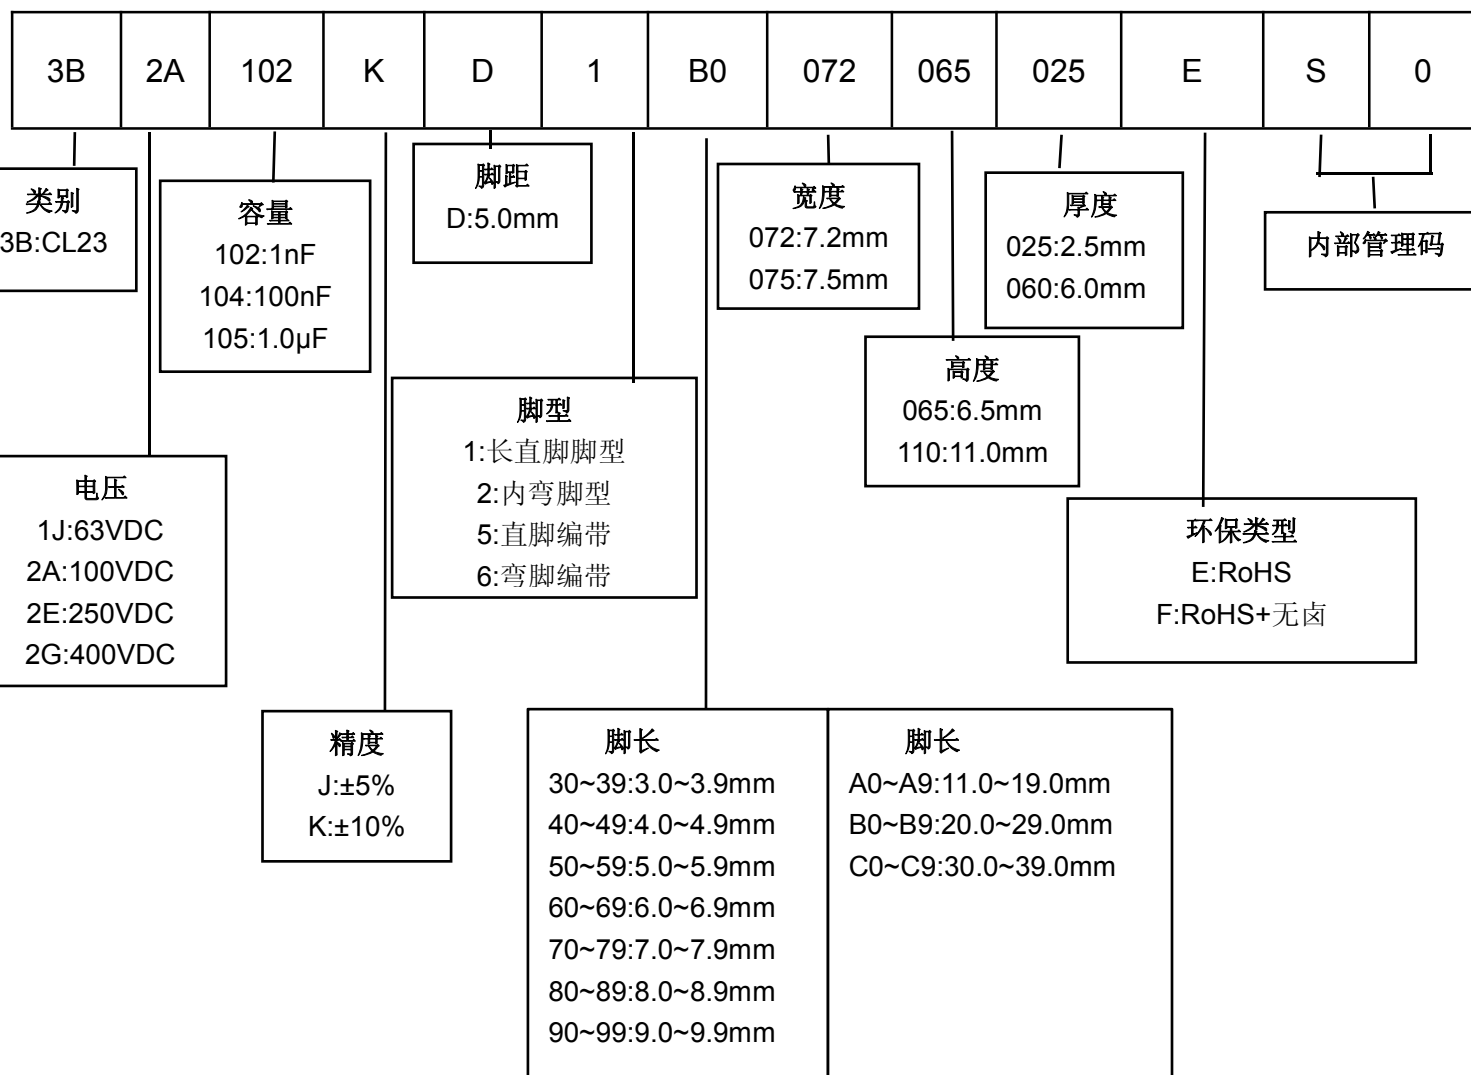 3B 2A 102 K D 1 B0 072 065 025 E S 0
类别
3B:CL23
容量
102:1nF
104:100nF
105:1.0μF
脚距
D:5.0mm
宽度
072:7.2mm
075:7.5mm
厚度
025:2.5mm
060:6.0mm
内部管理码
高度
065:6.5mm
110:11.0mm
脚型
1:长直脚脚型
2:内弯脚型
5:直脚编带
6:弯脚编带
电压
1J:63VDC
2A:100VDC
2E:250VDC
2G:400VDC
环保类型
E:RoHS
F:RoHS+无卤
精度
J:±5%
K:±10%
脚长
30~39:3.0~3.9mm
40~49:4.0~4.9mm
50~59:5.0~5.9mm
60~69:6.0~6.9mm
70~79:7.0~7.9mm
80~89:8.0~8.9mm
90~99:9.0~9.9mm
脚长
A0~A9:11.0~19.0mm
B0~B9:20.0~29.0mm
C0~C9:30.0~39.0mm